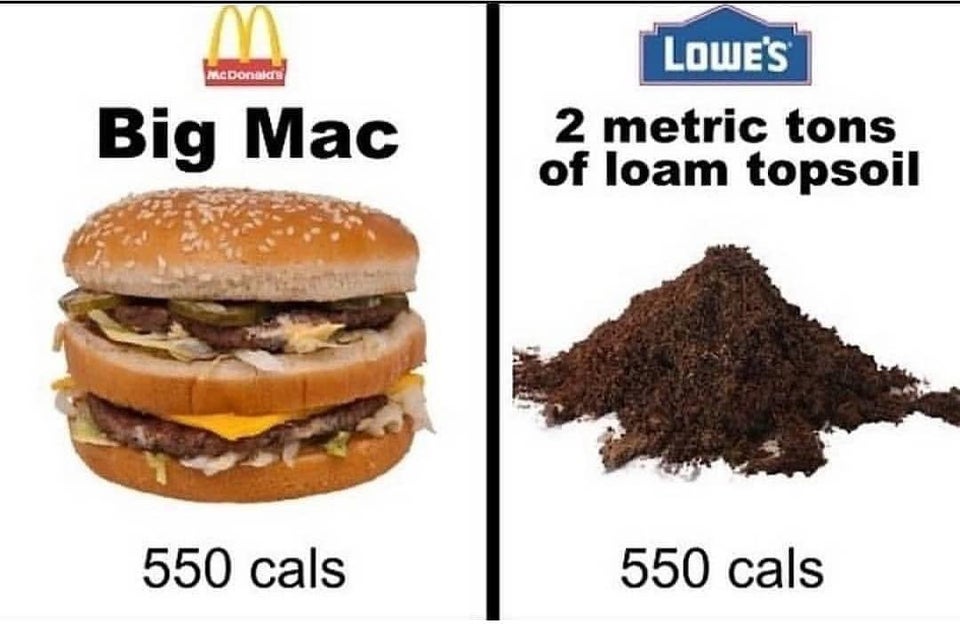 McDonald's
Big Mac
550 cals
LOWE'S
2 metric tons
of loam topsoil
550 cals